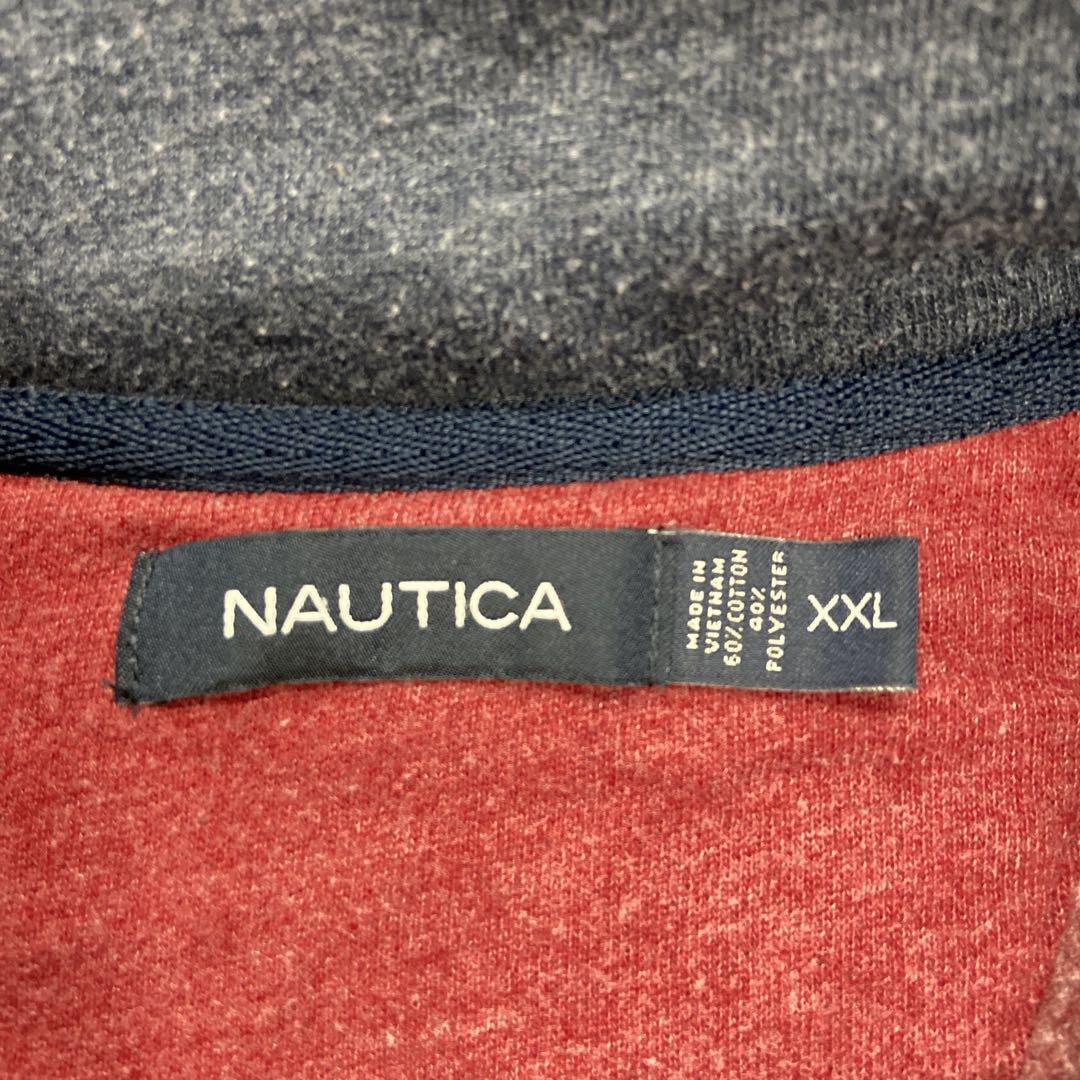 NAUTICA
MADE IN
VIETNAM
60% COTTON
40%
POLYESTER
XXL